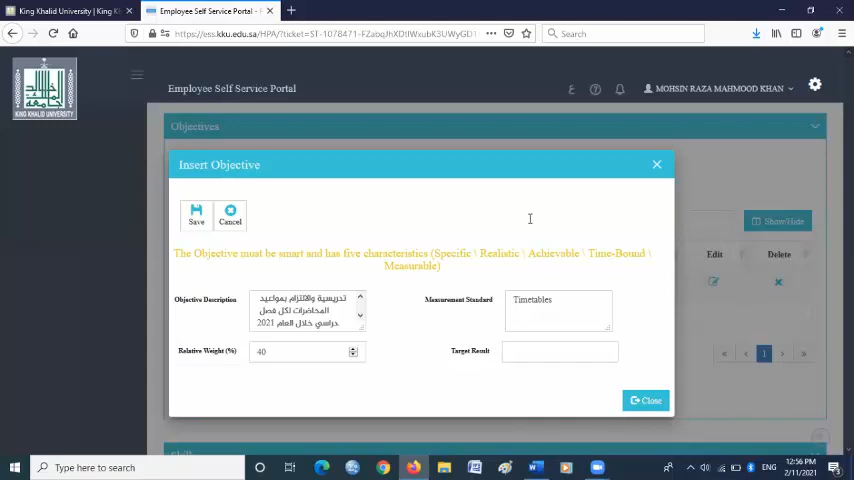 King Khalid University | King K
Employee Self Service Portal - F
https://ess.kku.edu.sa/HPA/?ticket=ST-1078471-FZabqJhXDtIWxubK3UWyGD1
Search
KING KHALID UNIVERSITY
Employee Self Service Portal
ع
MOHSIN RAZA MAHMOOD KHAN
Objectives
Insert Objective
Save
Cancel
Show/Hide
The Objective must be smart and has five characteristics (Specific \ Realistic \ Achievable \ Time-Bound \
Measurable)
Edit
Delete
Objective Description
تدريسية والالتزام بمواعيد
المحاضرات لكل فصل
دراسي خلال العام 2021
Measurement Standard
Timetables
Relative Weight (%)
40
Target Result
1
Close
Type here to search
ENG
12:56 PM
2/11/2021
3